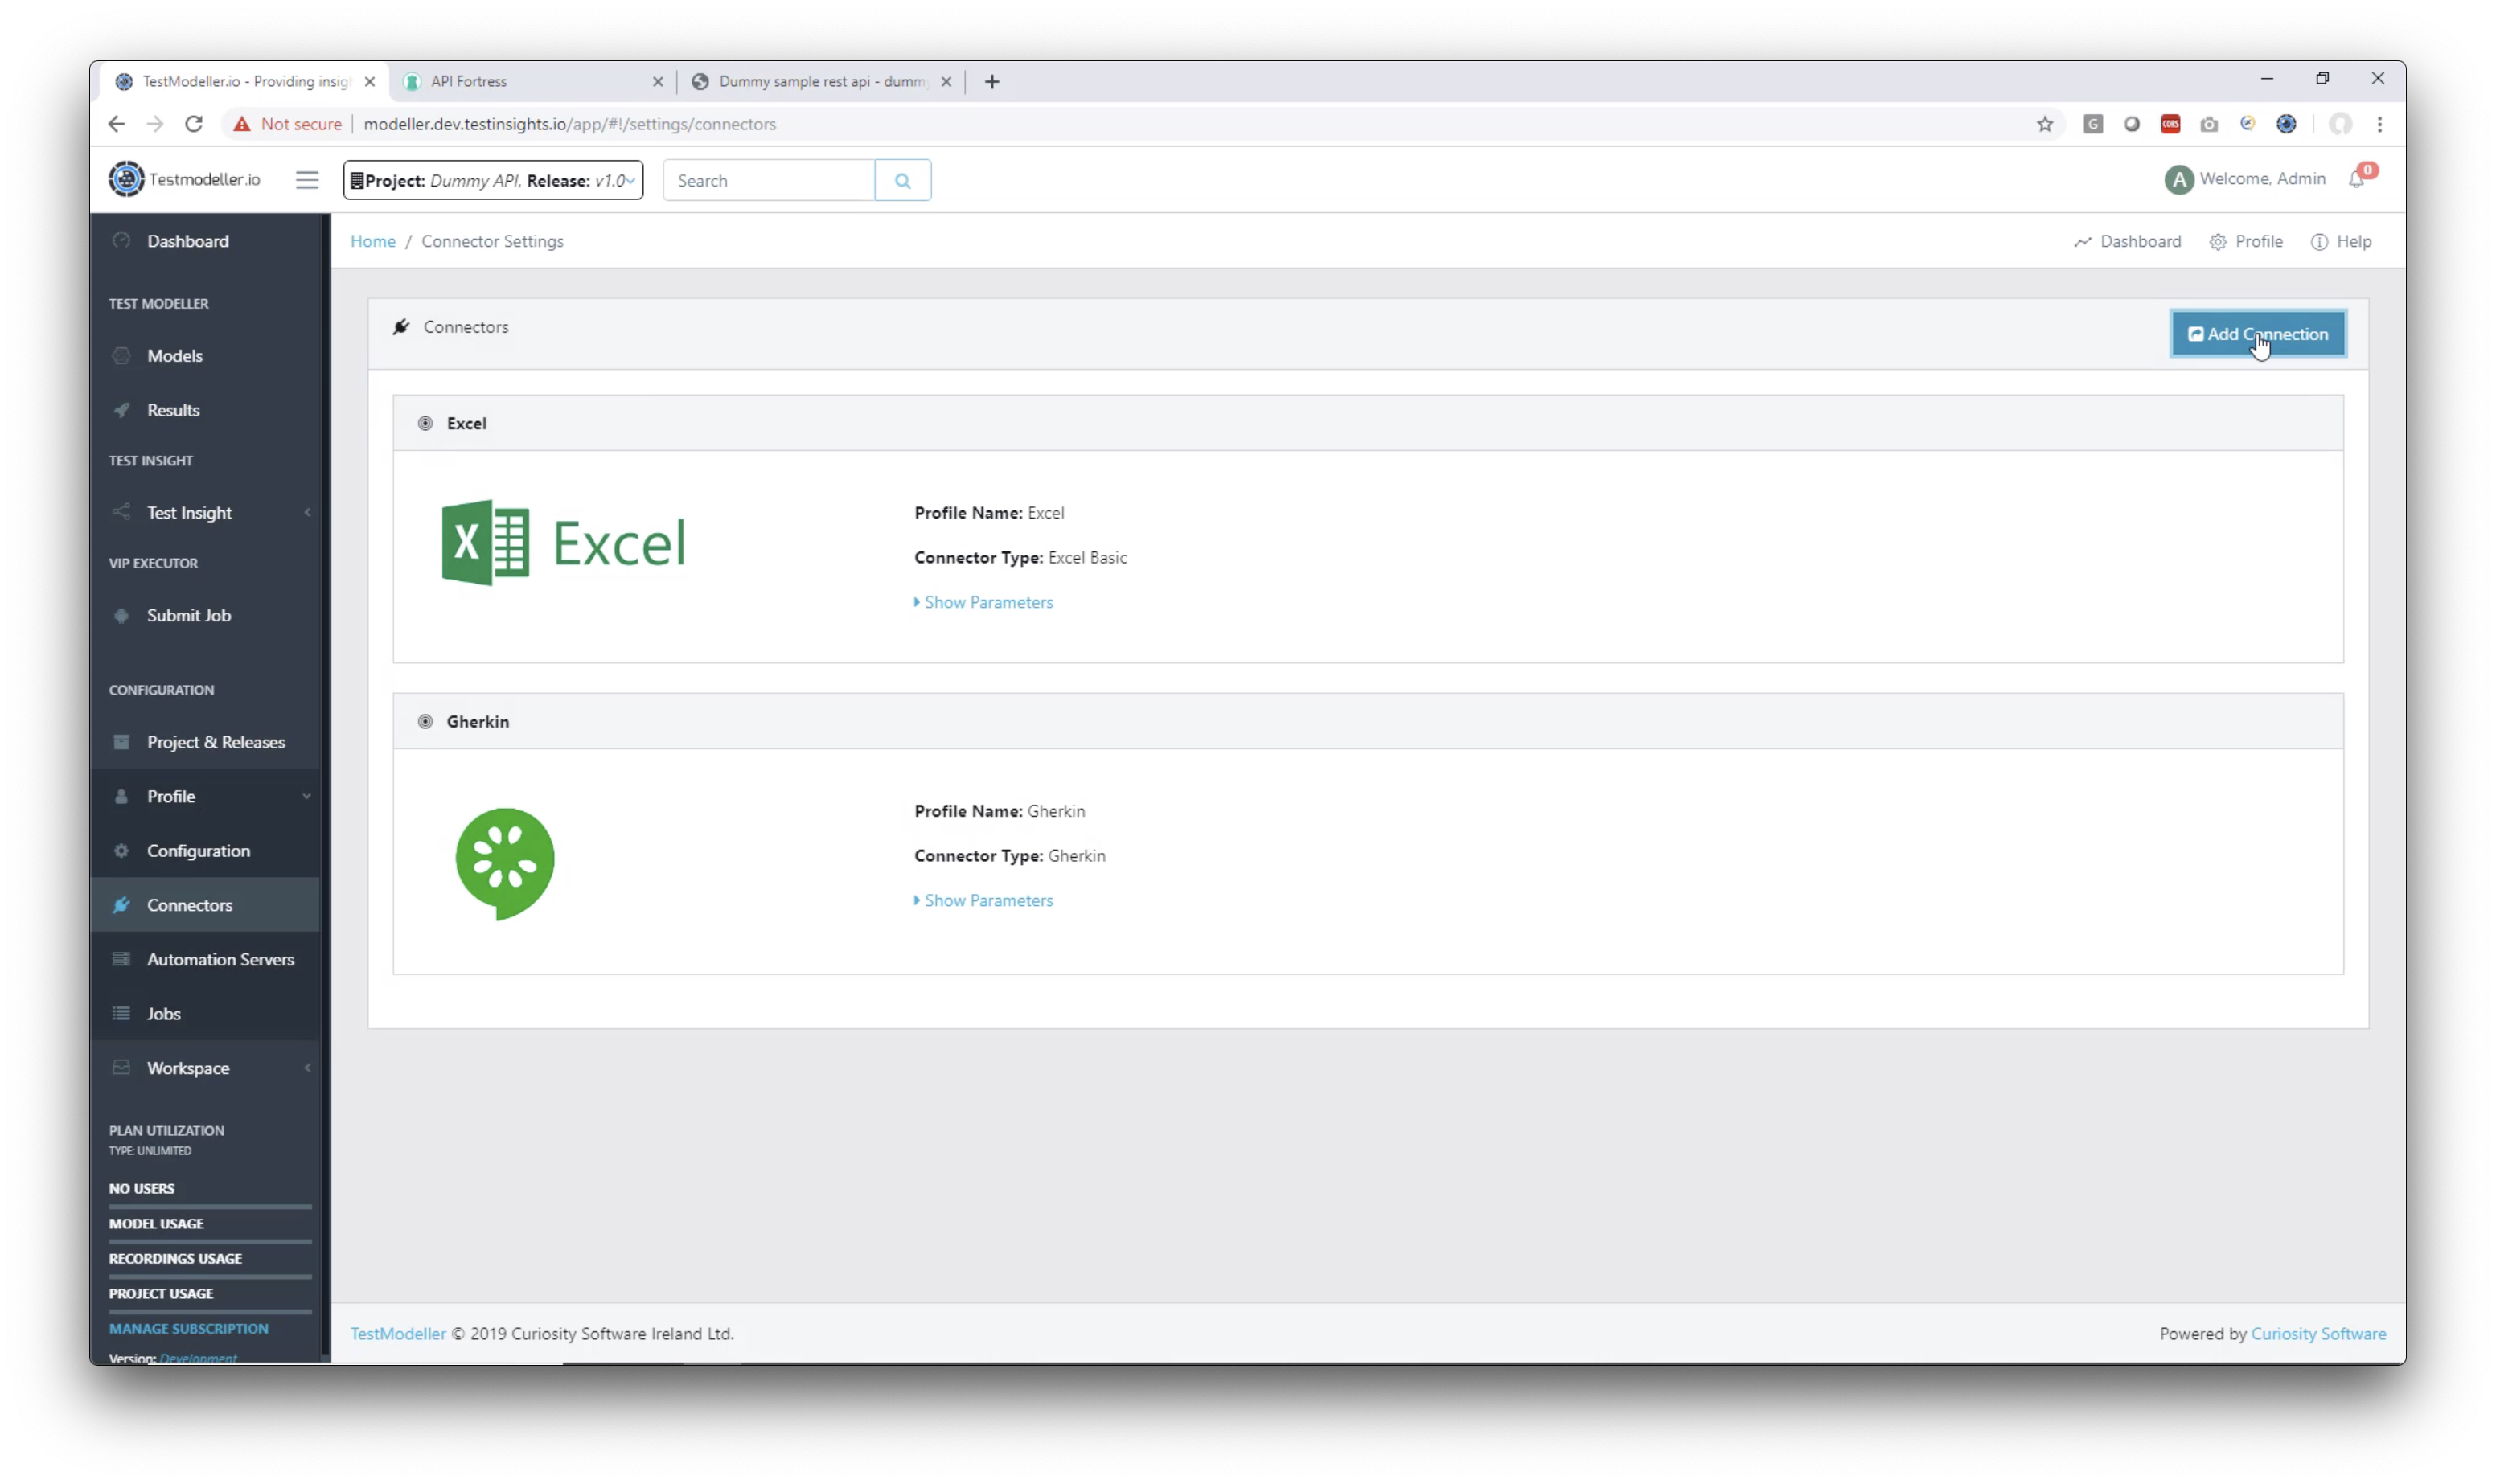 TestModeller.io - Providing insig
API Fortress
Dummy sample rest api - dumm
Not secure
modeller.dev.testinsights.io/app/#!/settings/connectors
G
CORS
Testmodeller.io
Project: Dummy API, Release: v1.0
Search
A
Welcome, Admin
0
Dashboard
TEST MODELLER
Models
Results
TEST INSIGHT
Test Insight
VIP EXECUTOR
Submit Job
CONFIGURATION
Project & Releases
Profile
Configuration
Connectors
Automation Servers
Jobs
Workspace
PLAN UTILIZATION
TYPE: UNLIMITED
NO USERS
MODEL USAGE
RECORDINGS USAGE
PROJECT USAGE
MANAGE SUBSCRIPTION
Version: Development
Home / Connector Settings
Dashboard
Profile
Help
Connectors
Add Connection
Excel
X
Excel
Profile Name: Excel
Connector Type: Excel Basic
Show Parameters
Gherkin
Profile Name: Gherkin
Connector Type: Gherkin
Show Parameters
TestModeller © 2019 Curiosity Software Ireland Ltd.
Powered by Curiosity Software